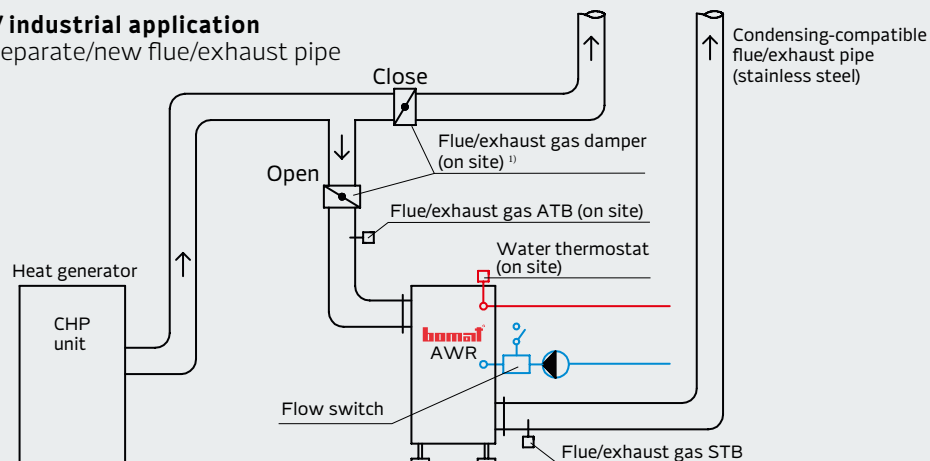 / industrial application
eparate/new flue/exhaust pipe
Condensing-compatible
flue/exhaust pipe
(stainless steel)
Close
Flue/exhaust gas damper
(on site) 1)
Open
Flue/exhaust gas ATB (on site)
Water thermostat
(on site)
Heat generator
CHP
unit
bomat
AWR
Flow switch
Flue/exhaust gas STB